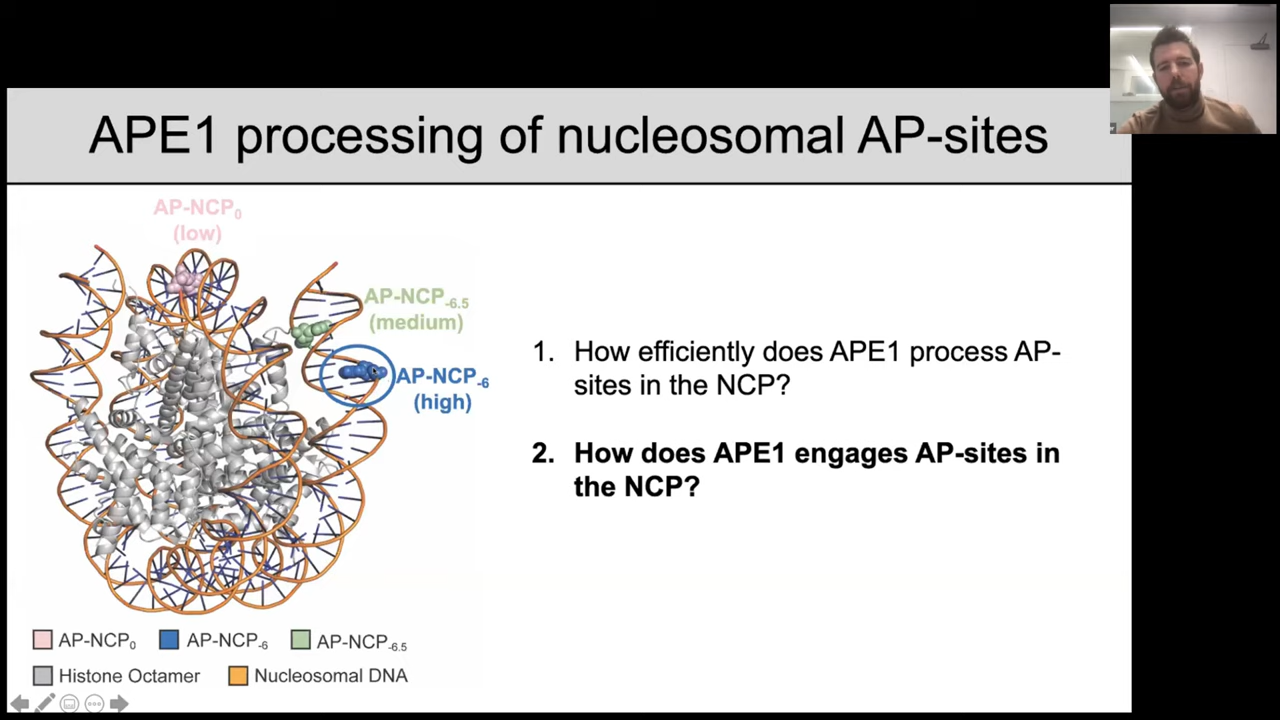 APE1 processing of nucleosomal AP-sites
AP-NCP₀
(low)
AP-NCP₋₆.₅
(medium)
AP-NCP₋₆
(high)
1. How efficiently does APE1 process AP-
sites in the NCP?
2. How does APE1 engages AP-sites in
the NCP?
AP-NCP₀ AP-NCP₋₆ AP-NCP₋₆.₅
Histone Octamer Nucleosomal DNA